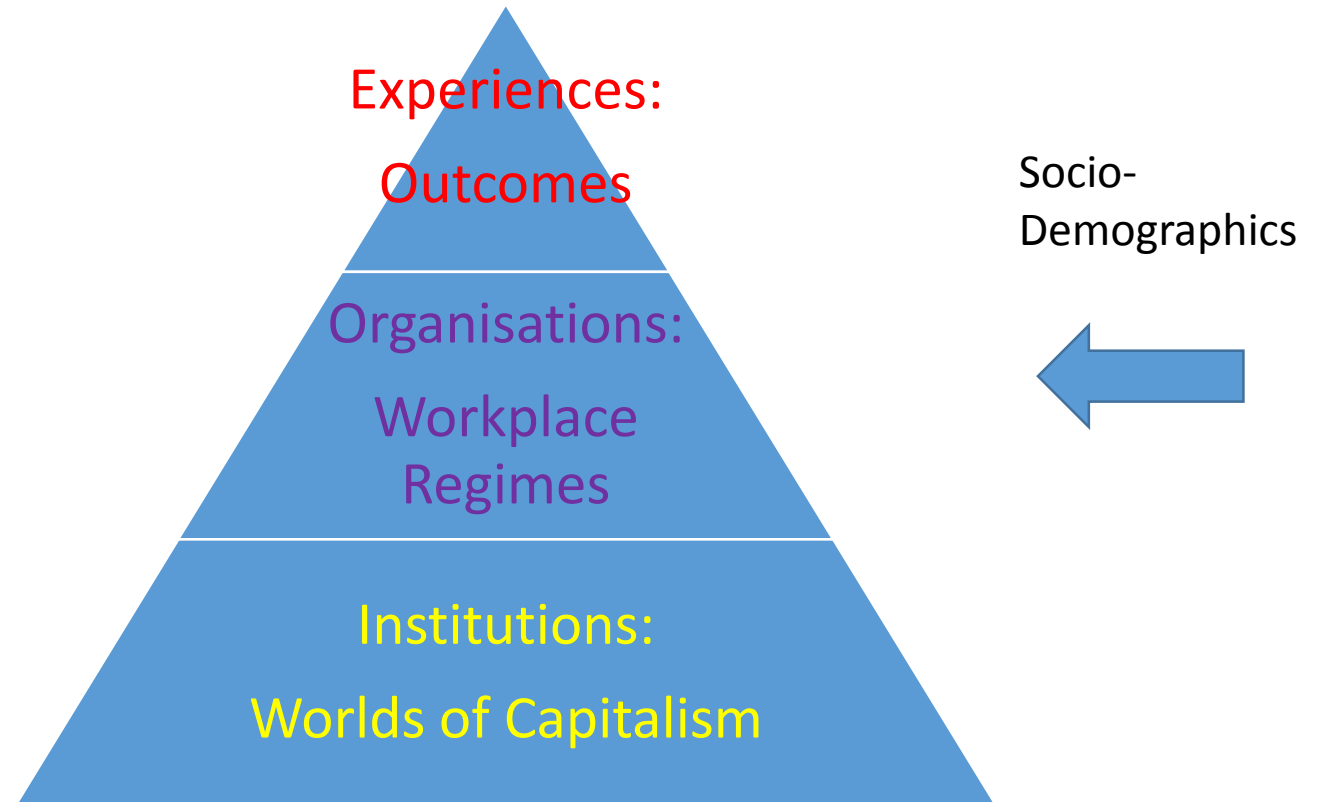 Experiences:
Outcomes
Socio-
Demographics
Organisations:
Workplace
Regimes
Institutions:
Worlds of Capitalism